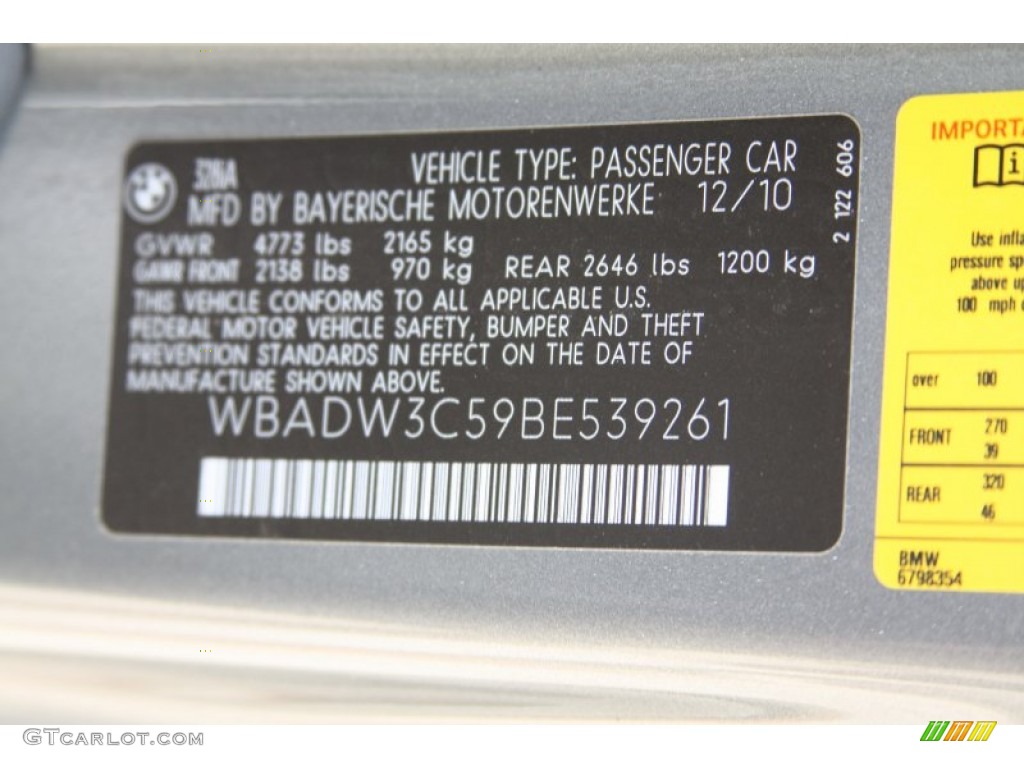 VEHICLE TYPE: PASSENGER CAR
MFD BY BAYERISCHE MOTORENWERKE 12/10
GVWR 4773 lbs 2165 kg
GAWR FRONT 2138 lbs 970 kg REAR 2646 lbs 1200 kg
THIS VEHICLE CONFORMS TO ALL APPLICABLE U.S.
FEDERAL MOTOR VEHICLE SAFETY, BUMPER AND THEFT
PREVENTION STANDARDS IN EFFECT ON THE DATE OF
MANUFACTURE SHOWN ABOVE.
WBADW3C59BE539261
2 122 606
IMPORTA
i
Use infla
pressure sp
above up
100 mph
over 100
FRONT 270
39
REAR 320
46
BMW
6798354
GTCARLOT.COM